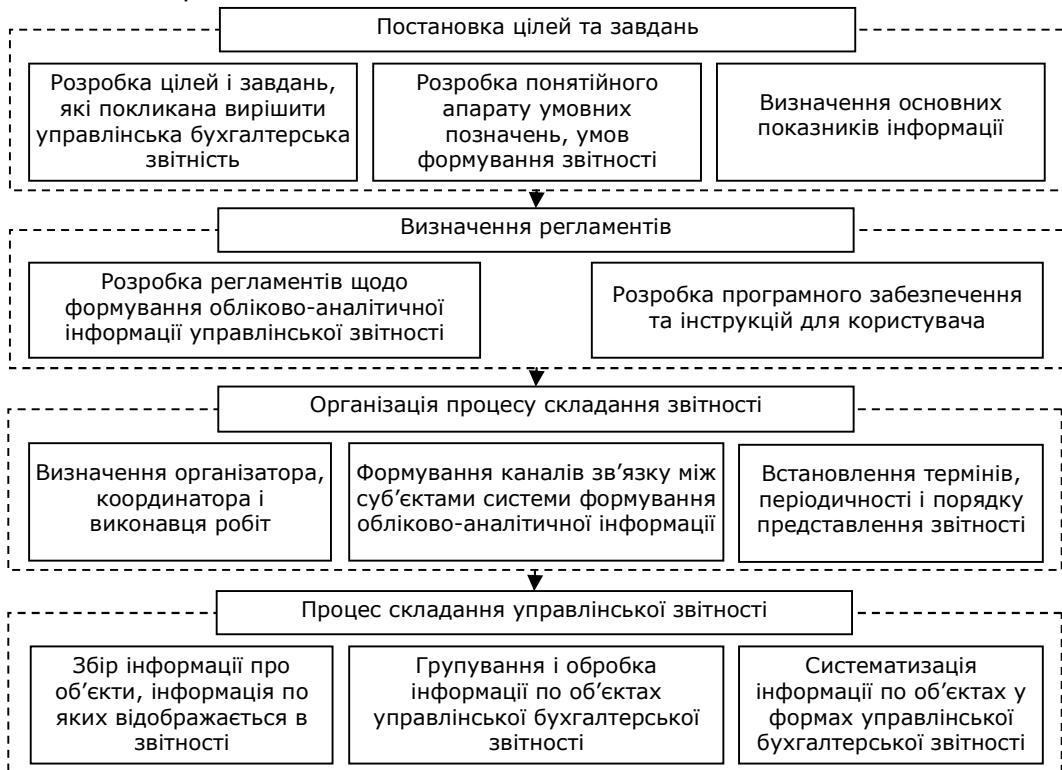 Постановка цілей та завдань
Розробка цілей і завдань,
які покликана вирішити
управлінська бухгалтерська
звітність
Розробка понятійного
апарату умовних
позначень, умов
формування звітності
Визначення основних
показників інформації
Визначення регламентів
Розробка регламентів щодо
формування обліково-аналітичної
інформації управлінської звітності
Розробка програмного забезпечення
та інструкцій для користувача
Організація процесу складання звітності
Визначення організатора,
координатора і
виконавця робіт
Формування каналів зв’язку між
суб’єктами системи формування
обліково-аналітичної інформації
Встановлення термінів,
періодичності і порядку
представлення звітності
Процес складання управлінської звітності
Збір інформації про
об’єкти, інформація по
яких відображається в
звітності
Групування і обробка
інформації по об’єктах
управлінської бухгалтерської
звітності
Систематизація
інформації по об’єктах у
формах управлінської
бухгалтерської звітності